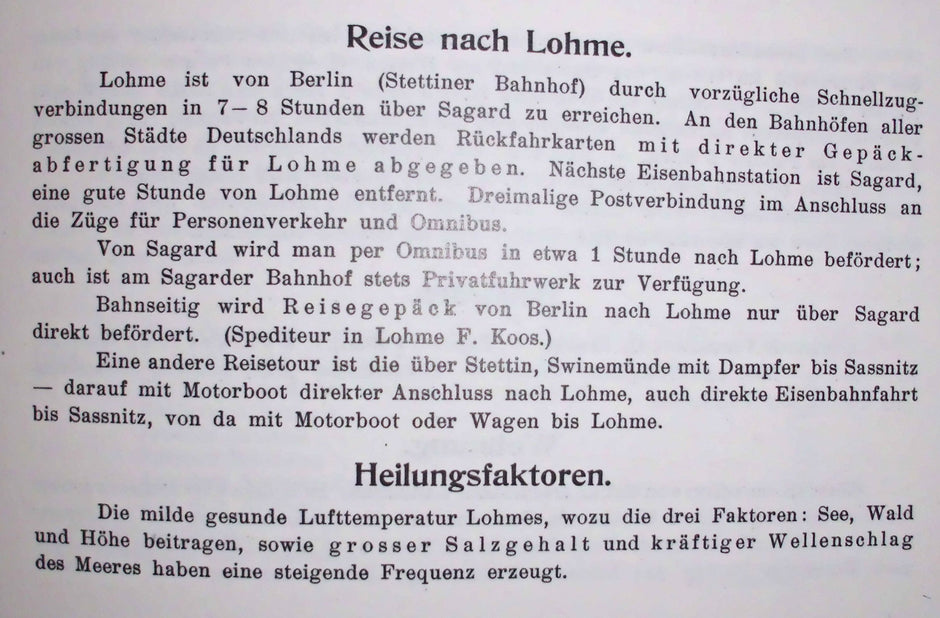 Reise nach Lohme.
Lohme ist von Berlin (Stettiner Bahnhof) durch vorzügliche Schnellzug-
verbindungen in 7–8 Stunden über Sagard zu erreichen. An den Bahnhöfen aller
grossen Städte Deutschlands werden Rückfahrkarten mit direkter Gepäck-
abfertigung für Lohme abgegeben. Nächste Eisenbahnstation ist Sagard,
eine gute Stunde von Lohme entfernt. Dreimalige Postverbindung im Anschluss an
die Züge für Personenverkehr und Omnibus.
Von Sagard wird man per Omnibus in etwa 1 Stunde nach Lohme befördert;
auch ist am Sagarder Bahnhof stets Privatfuhrwerk zur Verfügung.
Bahnseitig wird Reisegepäck von Berlin nach Lohme nur über Sagard
direkt befördert. (Spediteur in Lohme F. Koos.)
Eine andere Reisetour ist die über Stettin, Swinemünde mit Dampfer bis Sassnitz
— darauf mit Motorboot direkter Anschluss nach Lohme, auch direkte Eisenbahnfahrt
bis Sassnitz, von da mit Motorboot oder Wagen bis Lohme.
Heilungsfaktoren.
Die milde gesunde Lufttemperatur Lohmes, wozu die drei Faktoren: See, Wald
und Höhe beitragen, sowie grosser Salzgehalt und kräftiger Wellenschlag
des Meeres haben eine steigende Frequenz erzeugt.